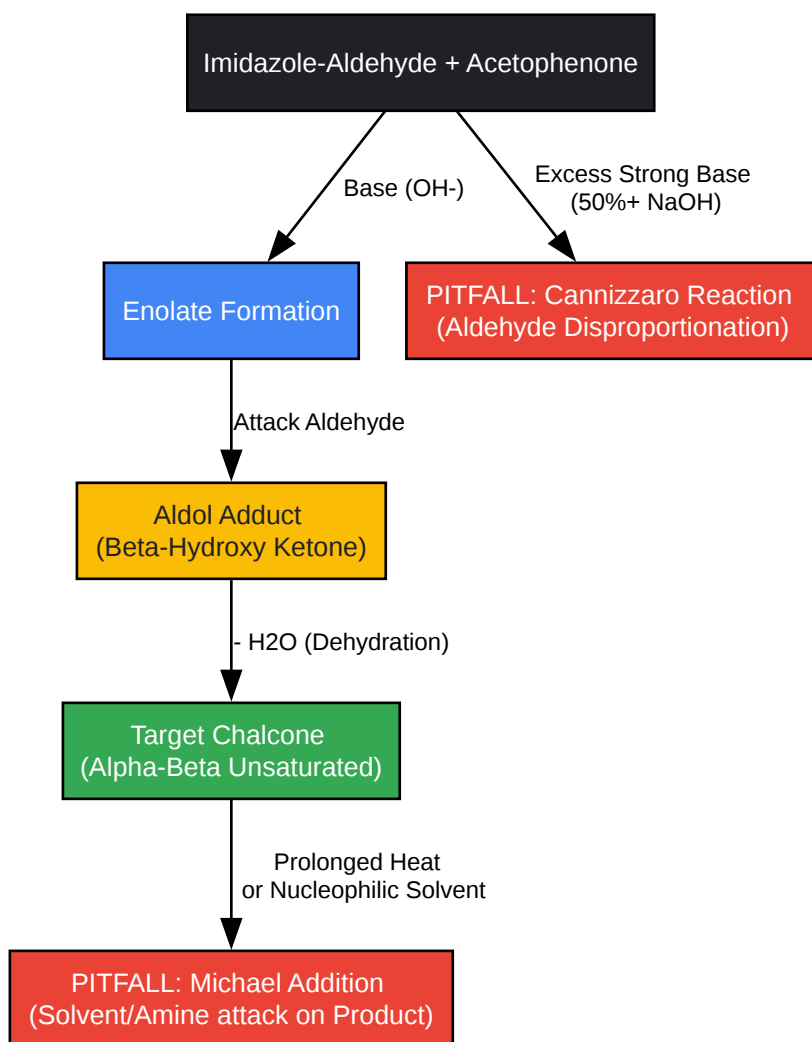 Imidazole-Aldehyde + Acetophenone
Base (OH-)
Excess Strong Base
(50%+ NaOH)
Enolate Formation
PITFALL: Cannizzaro Reaction
(Aldehyde Disproportionation)
Attack Aldehyde
Aldol Adduct
(Beta-Hydroxy Ketone)
- H2O (Dehydration)
Target Chalcone
(Alpha-Beta Unsaturated)
Prolonged Heat
or Nucleophilic Solvent
PITFALL: Michael Addition
(Solvent/Amine attack on Product)